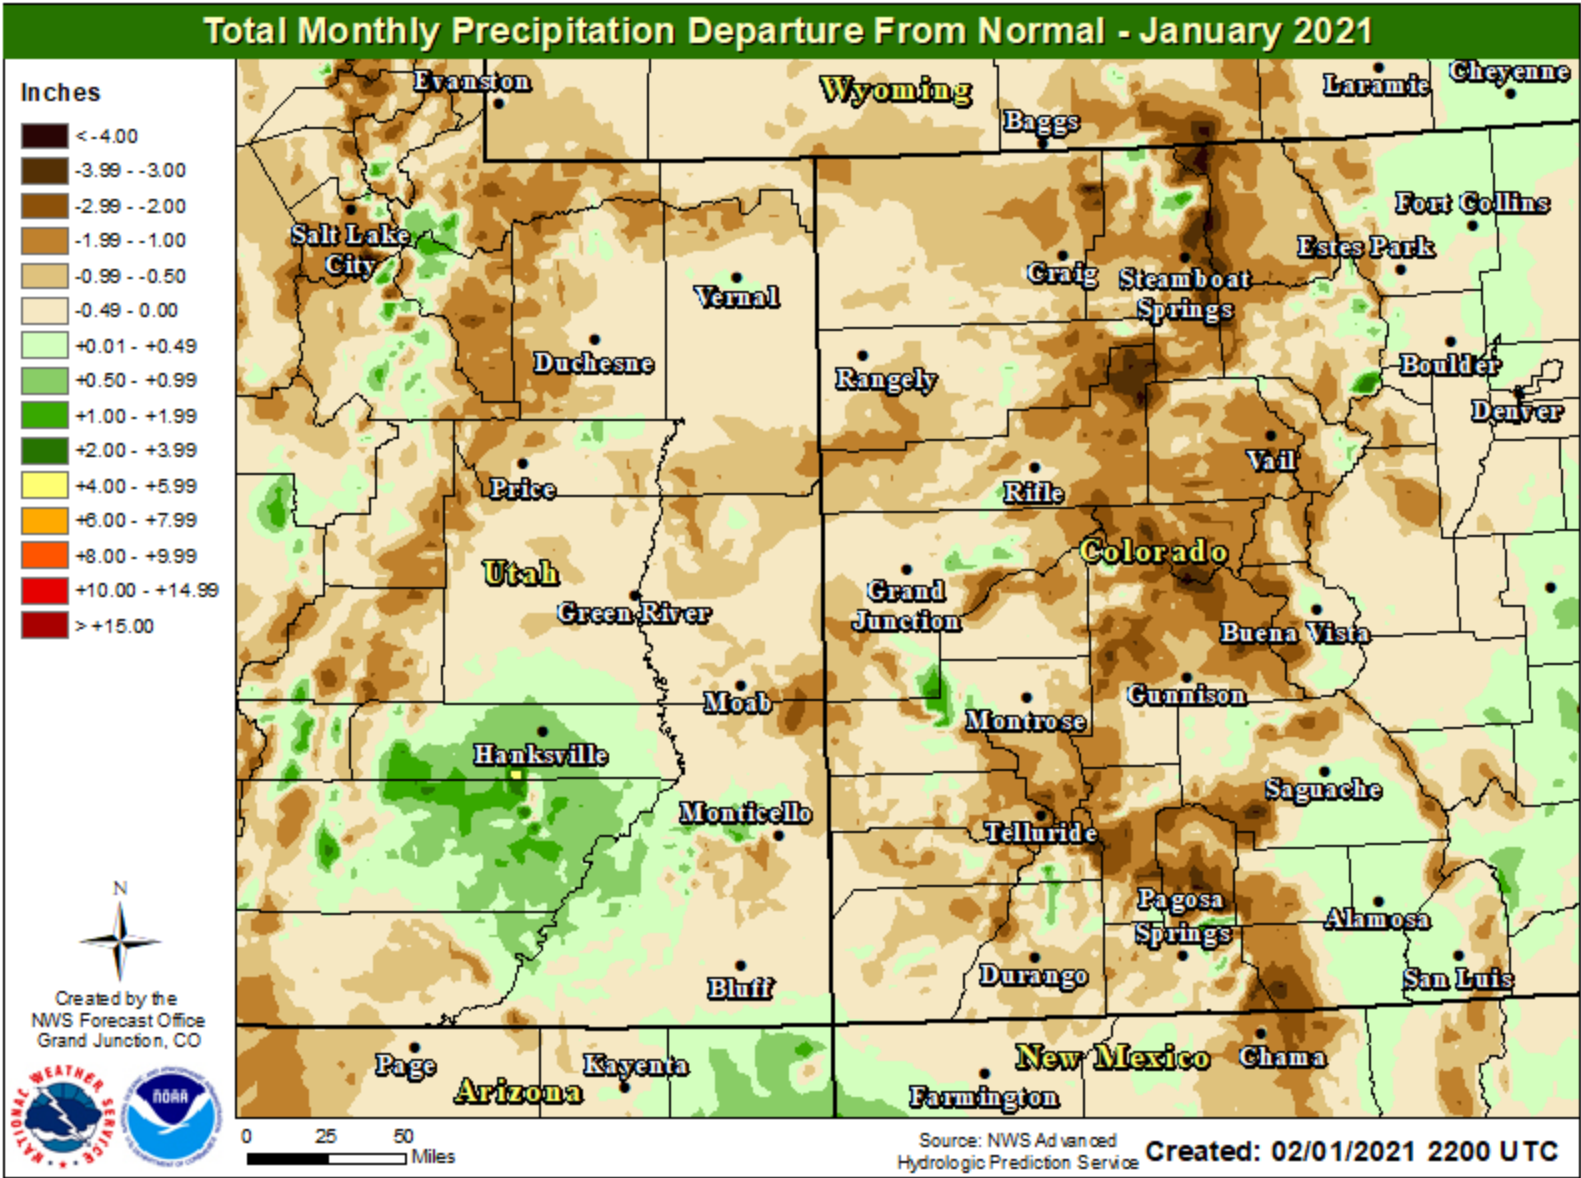 Total Monthly Precipitation Departure From Normal - January 2021
Inches
< -4.00
-3.99 - -3.00
-2.99 - -2.00
-1.99 - -1.00
-0.99 - -0.50
-0.49 - 0.00
+0.01 - +0.49
+0.50 - +0.99
+1.00 - +1.99
+2.00 - +3.99
+4.00 - +5.99
+6.00 - +7.99
+8.00 - +9.99
+10.00 - +14.99
> +15.00
Evanston
Wyoming
Laramie
Cheyenne
Baggs
Fort Collins
Salt Lake
City
Estes Park
Craig
Steamboat
Springs
Vernal
Duchesne
Rangely
Boulder
Denver
Vail
Price
Rifle
Colorado
Utah
Grand
Junction
Green River
Buena Vista
Moab
Gunnison
Montrose
Hanksville
Saguache
Monticello
Telluride
Pagosa
Springs
Alamosa
Bluff
Durango
San Luis
Page
Kayenta
Arizona
New Mexico
Chama
Farmington
N
Created by the
NWS Forecast Office
Grand Junction, CO
NATIONAL WEATHER SERVICE
NOAA
0 25 50
Miles
Source: NWS Advanced
Hydrologic Prediction Service
Created: 02/01/2021 2200 UTC